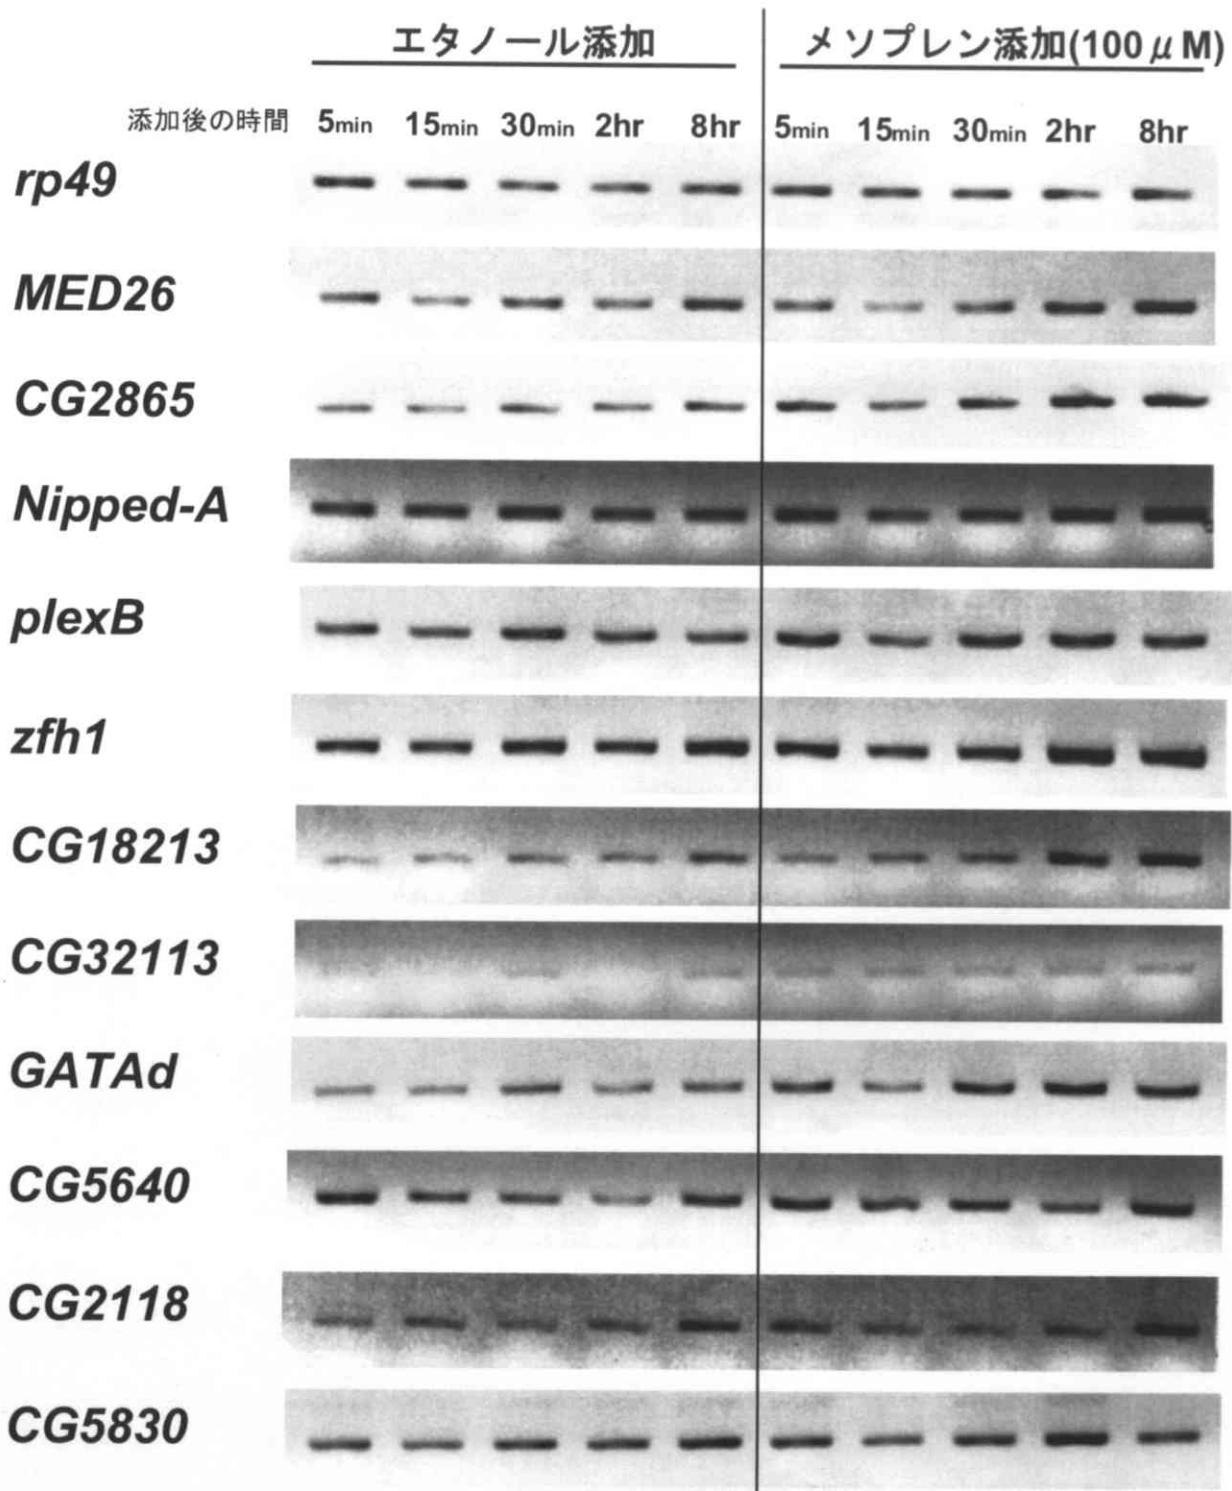 エタノール添加 メソプレン添加(100μM)
添加後の時間 5min 15min 30min 2hr 8hr 5min 15min 30min 2hr 8hr
rp49
MED26
CG2865
Nipped-A
plexB
zfh1
CG18213
CG32113
GATAd
CG5640
CG2118
CG5830